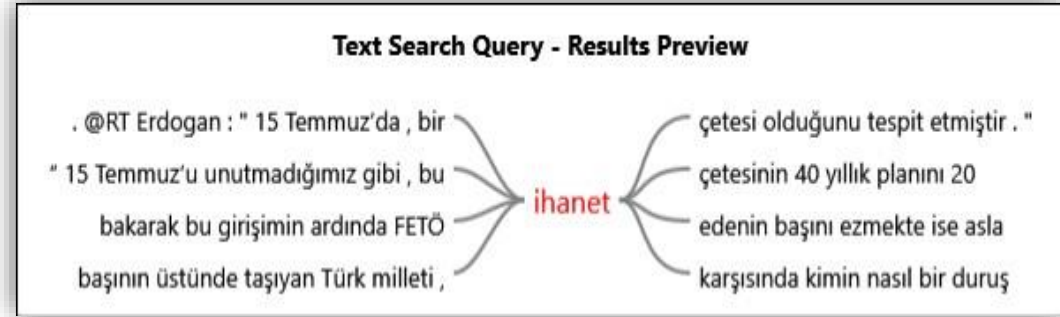 Text Search Query - Results Preview
. @RT Erdogan : " 15 Temmuz'da , bir
“ 15 Temmuz'u unutmadığımız gibi , bu
bakarak bu girişimin ardında FETÖ
başının üstünde taşıyan Türk milleti ,
ihanet
çetesi olduğunu tespit etmiştir . "
çetesinin 40 yıllık planını 20
edenin başını ezmekte ise asla
karşısında kimin nasıl bir duruş